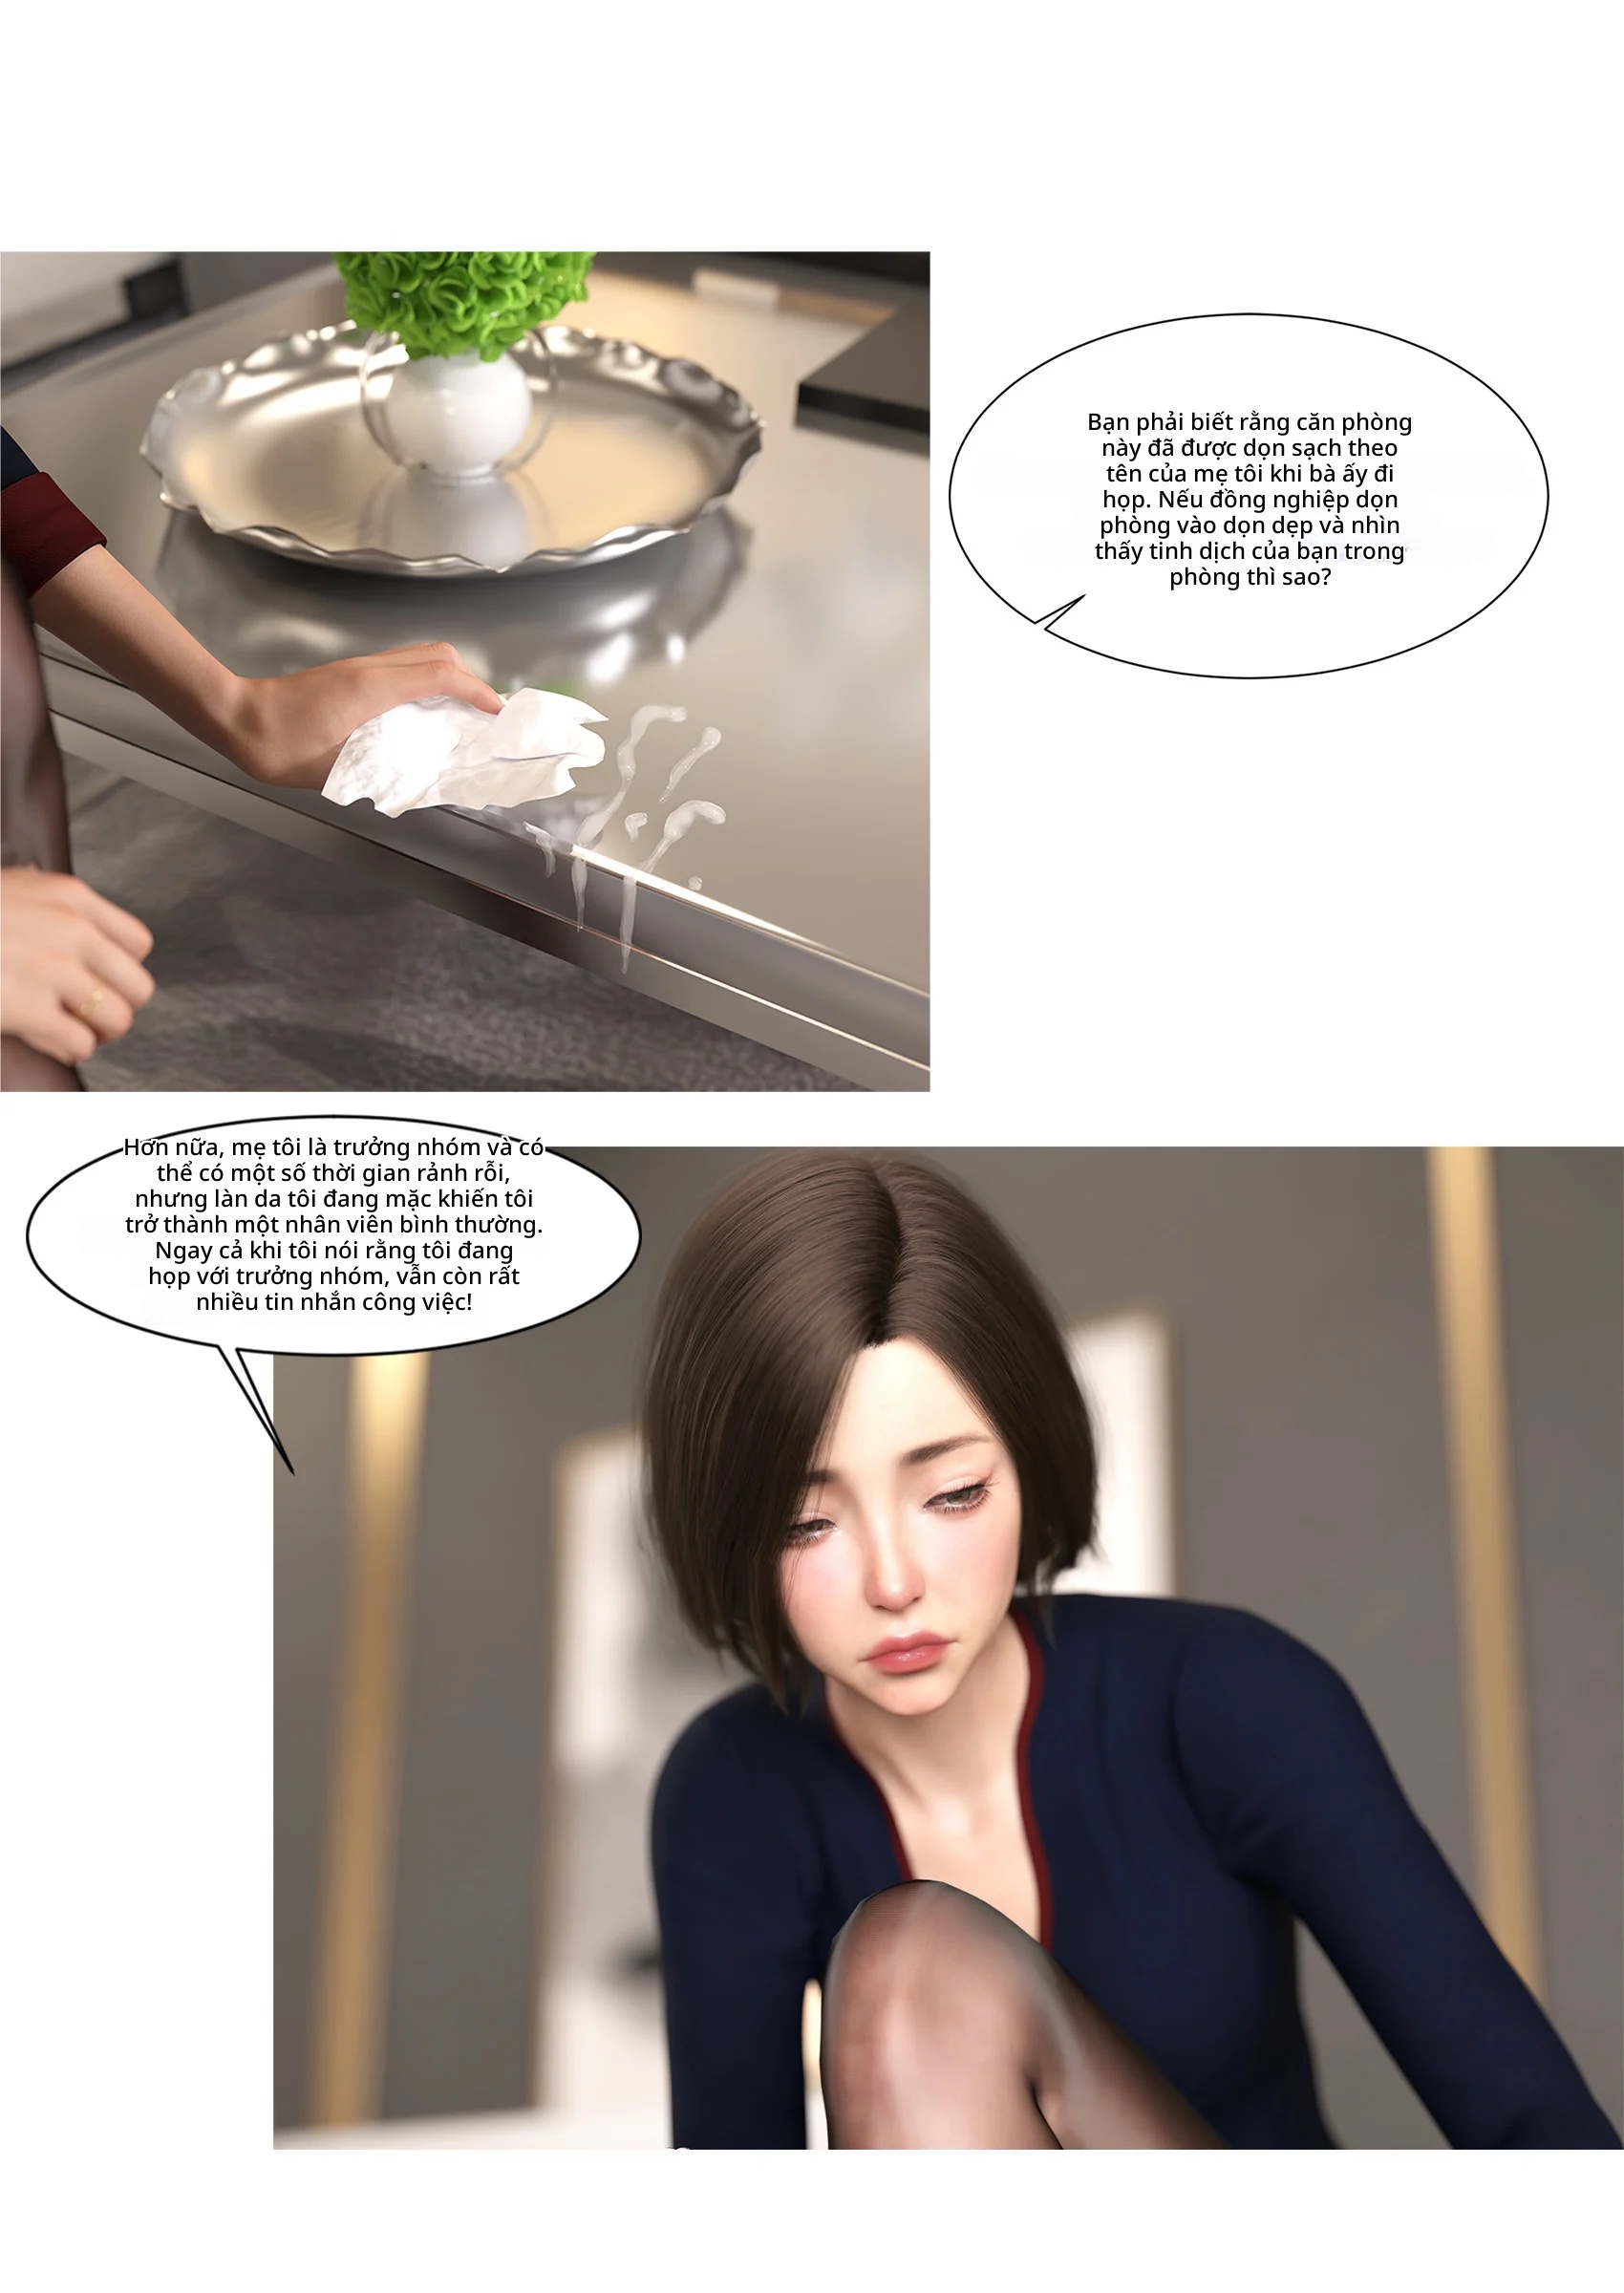 Bạn phải biết rằng căn phòng
này đã được dọn sạch theo
tên của mẹ tôi khi bà ấy đi
họp. Nếu đồng nghiệp dọn
phòng vào dọn dẹp và nhìn
thấy tinh dịch của bạn trong
phòng thì sao?
Hơn nữa, mẹ tôi là trưởng nhóm và có
thể có một số thời gian rảnh rỗi,
nhưng làn da tôi đang mặc khiến tôi
trở thành một nhân viên bình thường.
Ngay cả khi tôi nói rằng tôi đang
họp với trưởng nhóm, vẫn còn rất
nhiều tin nhắn công việc!